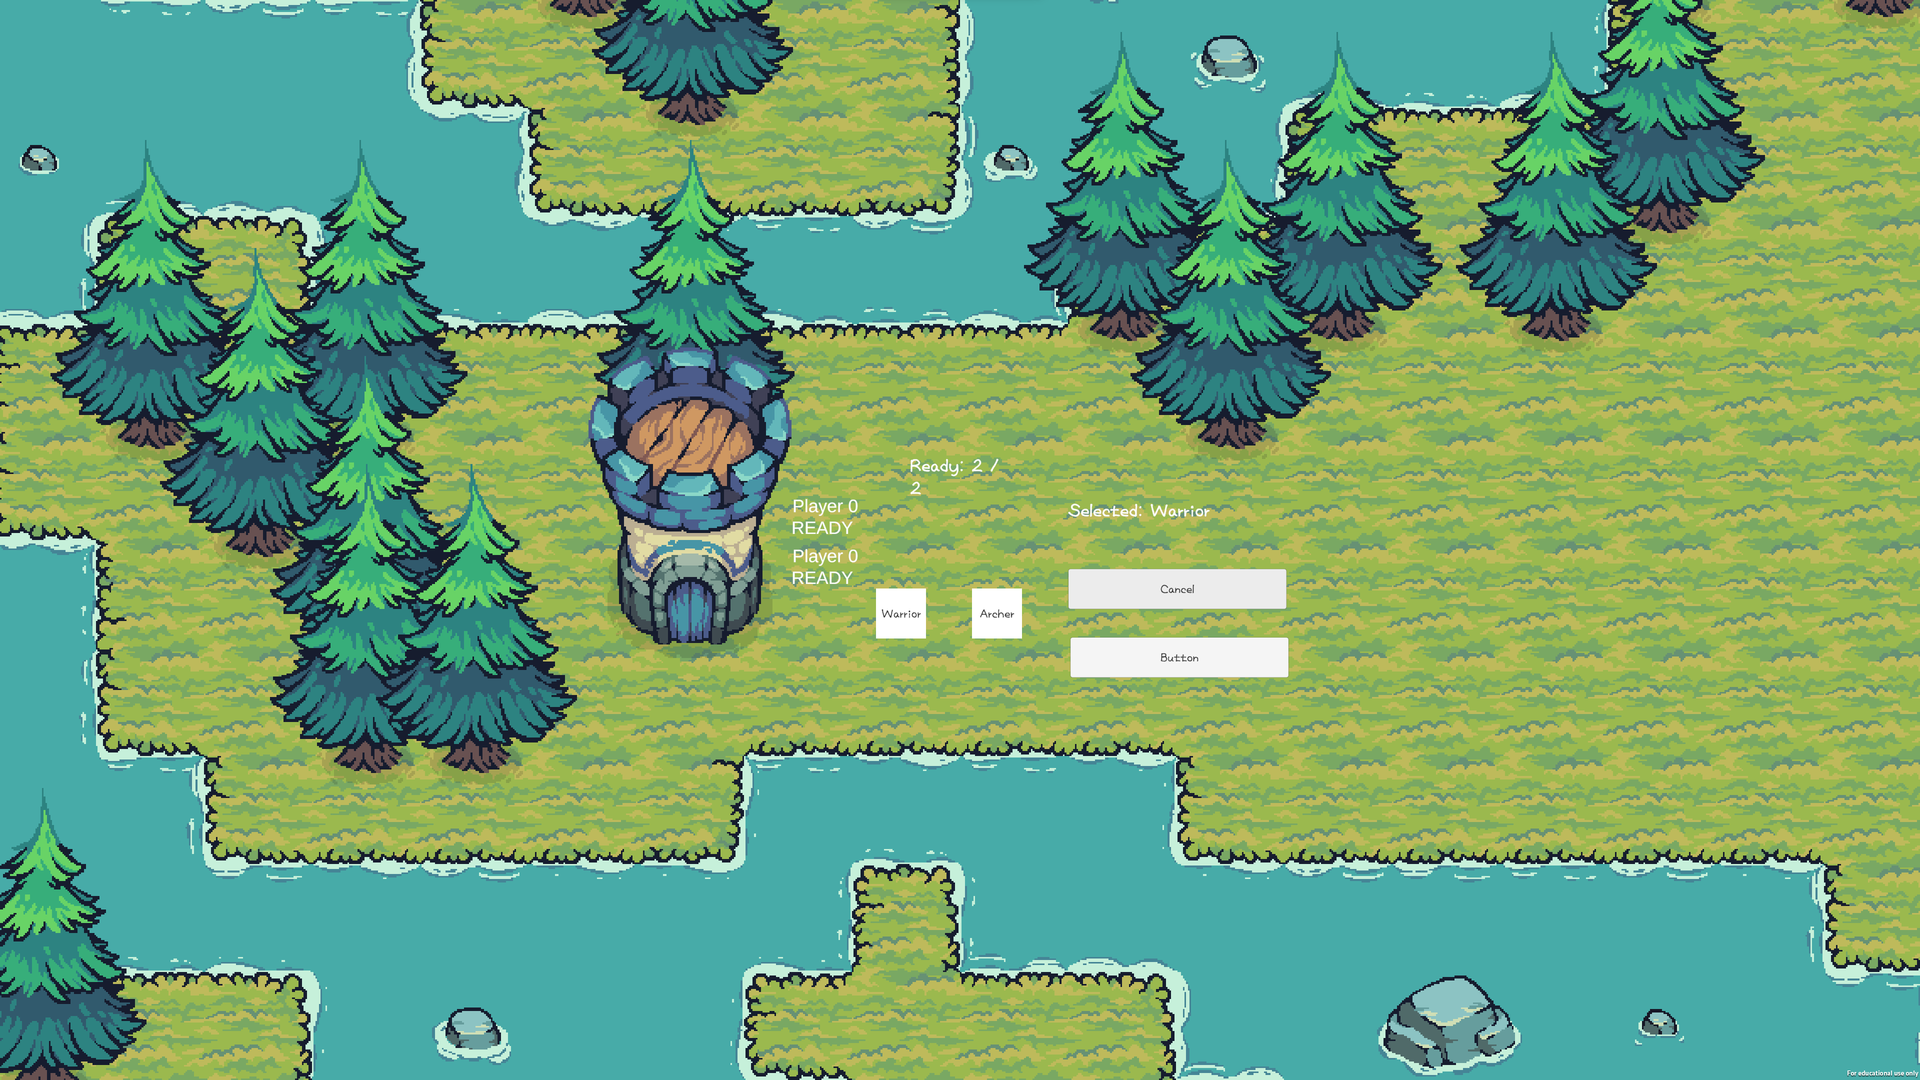 Ready: 2 /
2
Player 0
READY
Player 0
READY
Selected: Warrior
Warrior
Archer
Cancel
Button
For educational use only